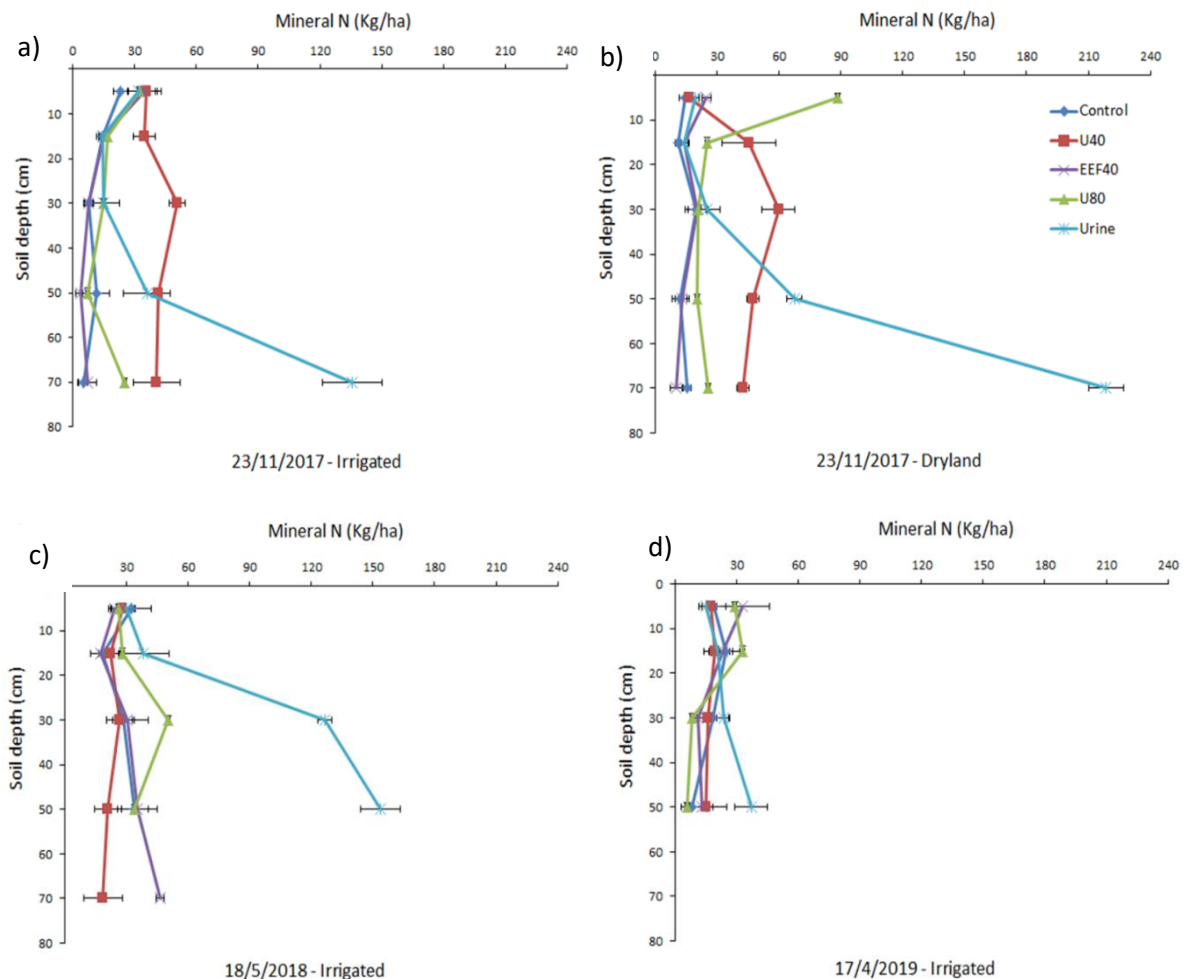 a)
Mineral N (Kg/ha)
0 30 60 90 120 150 180 210 240
10
20
30
40
50
60
70
80
Soil depth (cm)
23/11/2017 - Irrigated
b)
Mineral N (Kg/ha)
0 30 60 90 120 150 180 210 240
10
20
30
40
50
60
70
80
Soil depth (cm)
Control
U40
EEF40
U80
Urine
23/11/2017 - Dryland
c)
Mineral N (Kg/ha)
30 60 90 120 150 180 210 240
10
20
30
40
50
60
70
80
Soil depth (cm)
18/5/2018 - Irrigated
d)
Mineral N (Kg/ha)
30 60 90 120 150 180 210 240
0
10
20
30
40
50
60
70
80
Soil depth (cm)
17/4/2019 - Irrigated